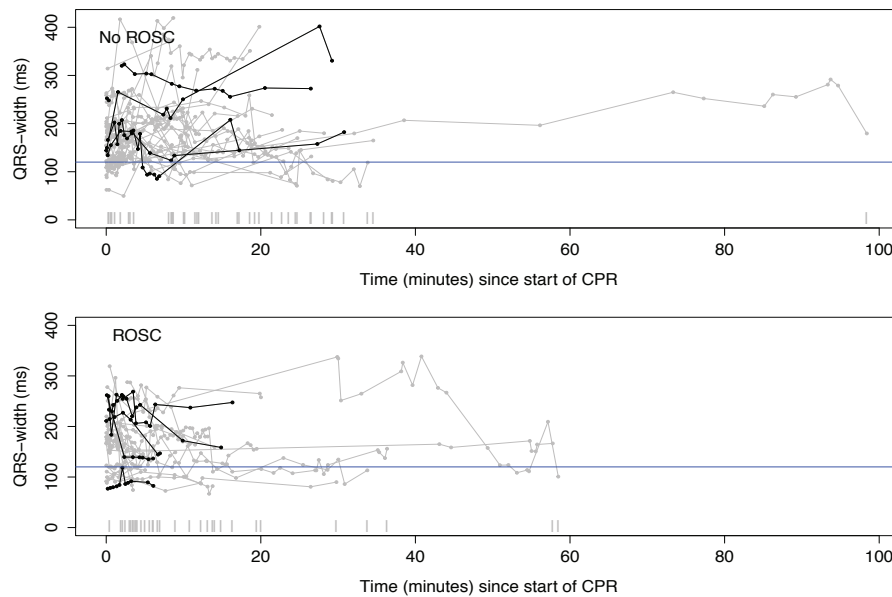 No ROSC
QRS−width (ms)
400
300
200
100
0
0 20 40 60 80 100
Time (minutes) since start of CPR
ROSC
QRS−width (ms)
400
300
200
100
0
0 20 40 60 80 100
Time (minutes) since start of CPR